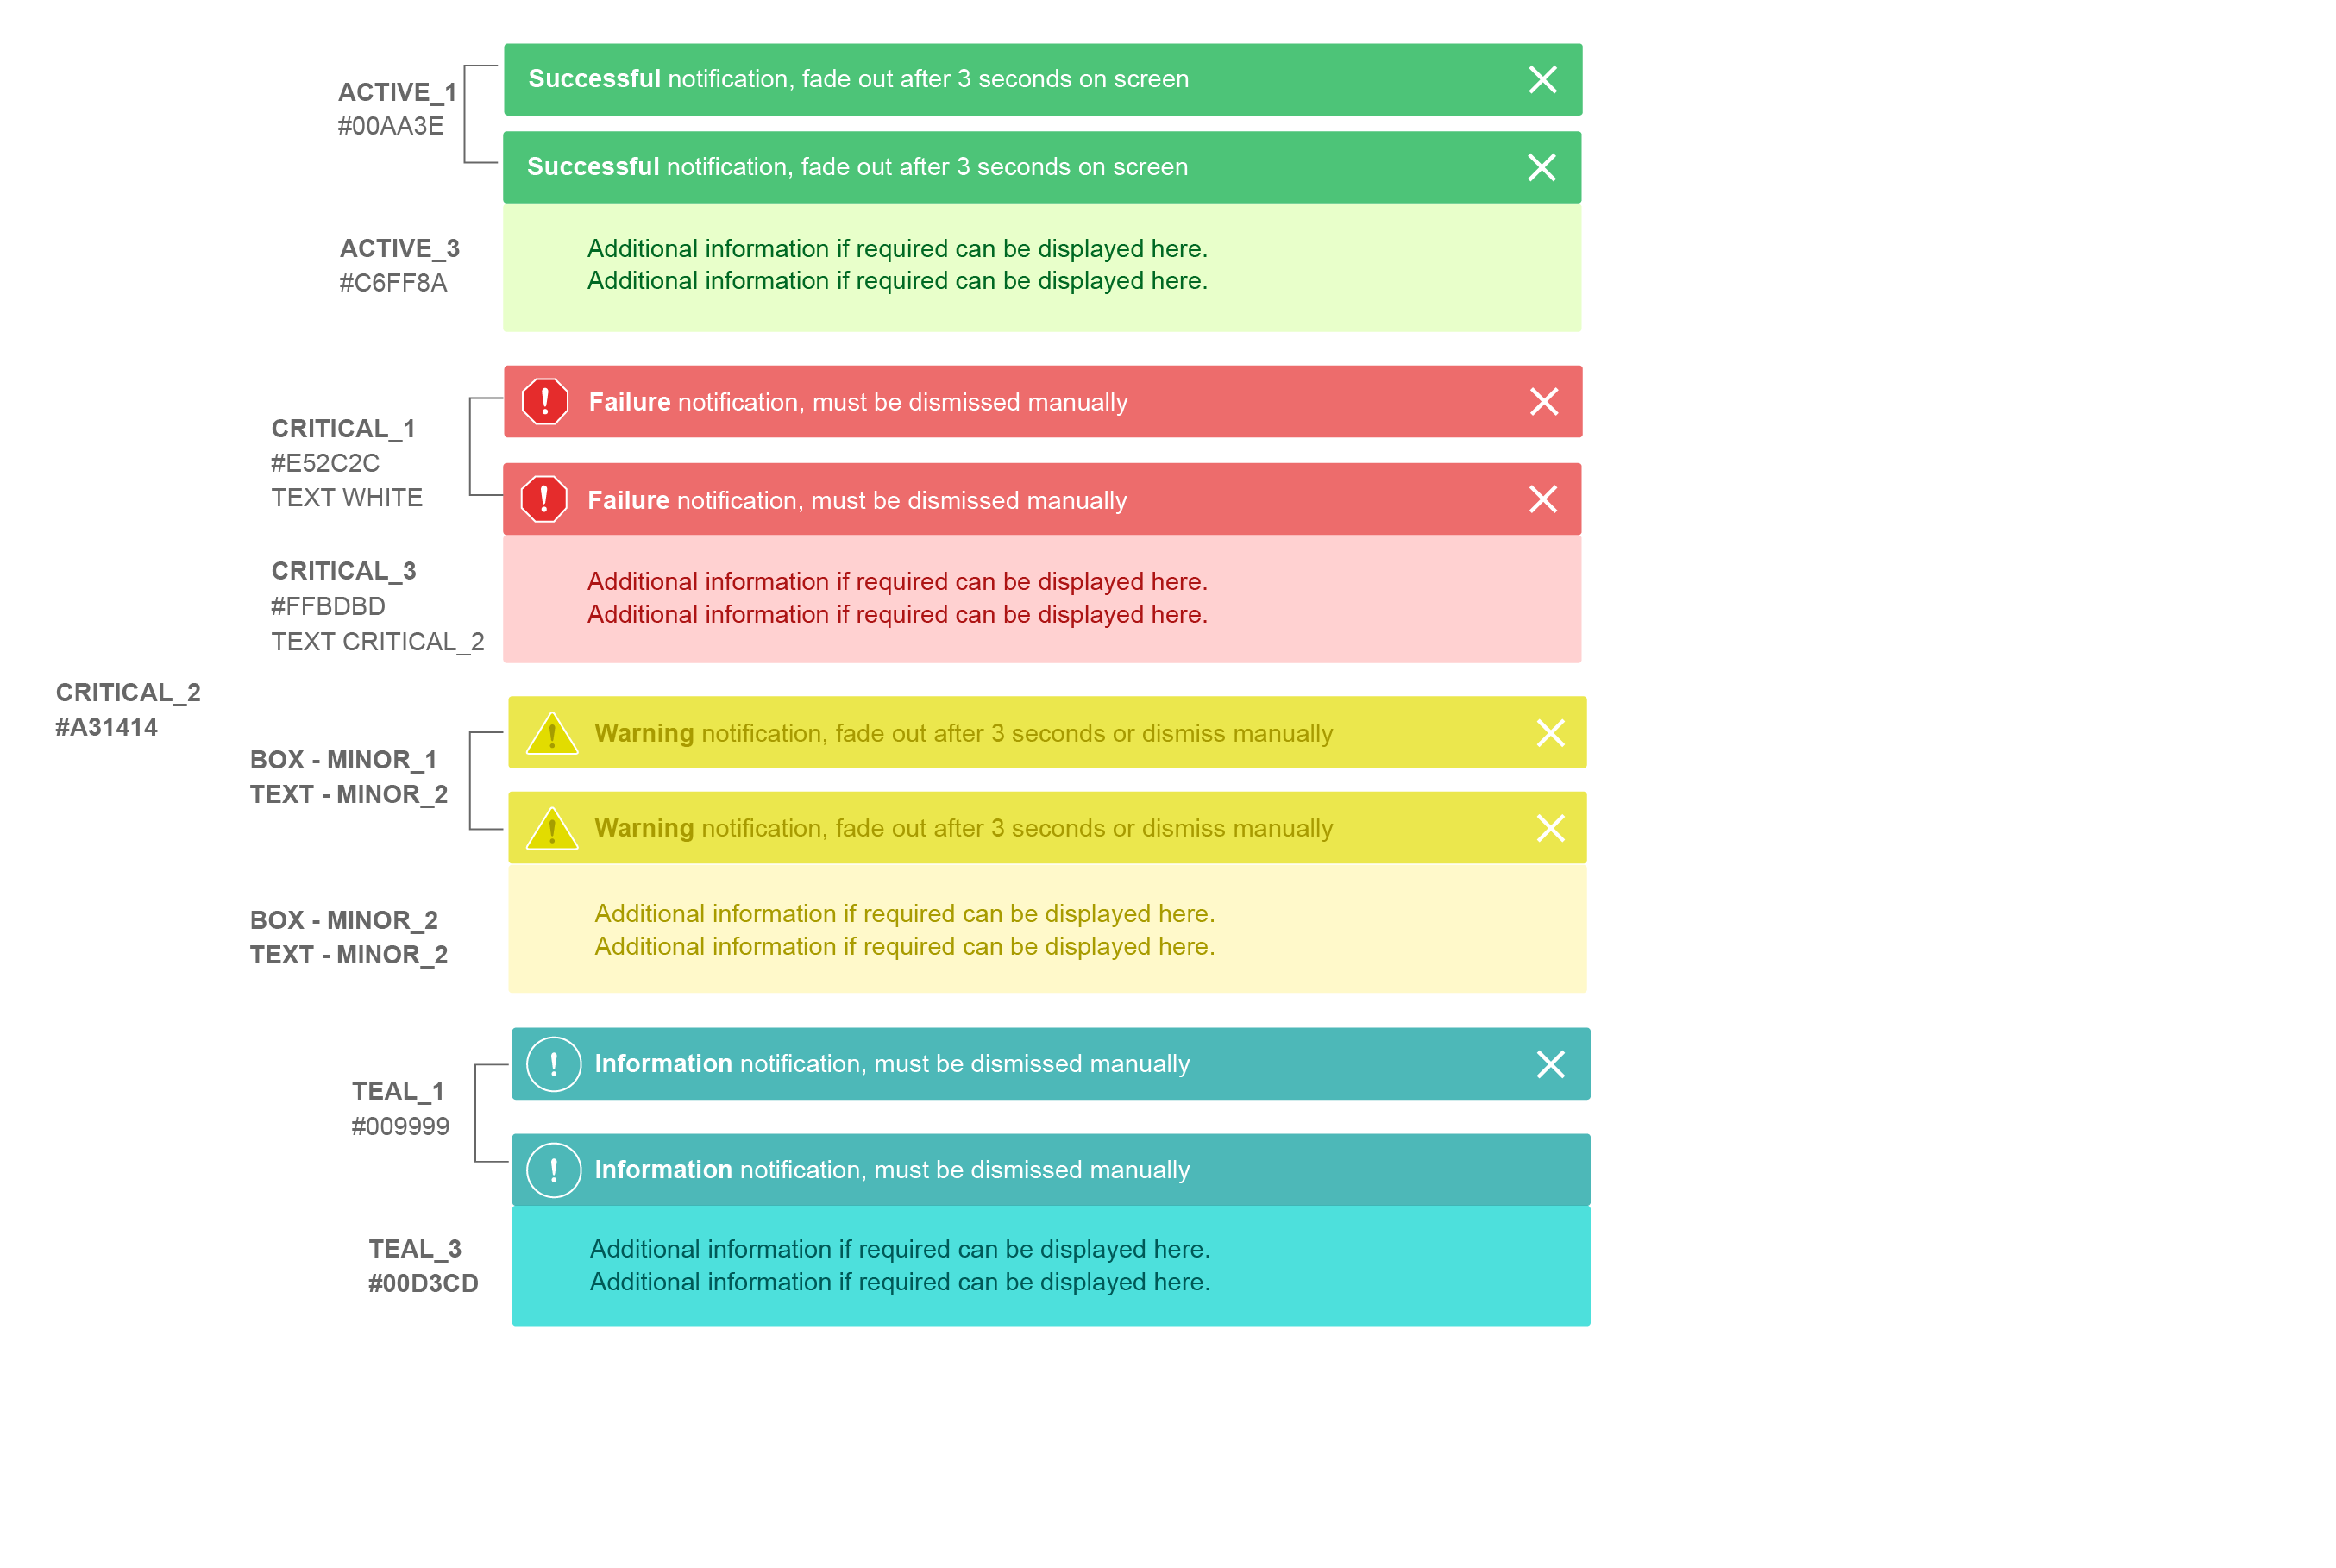 Successful notification, fade out after 3 seconds on screen
ACTIVE_1
#00AA3E
Successful notification, fade out after 3 seconds on screen
ACTIVE_3
#C6FF8A
Additional information if required can be displayed here.
Additional information if required can be displayed here.
Failure notification, must be dismissed manually
CRITICAL_1
#E52C2C
TEXT WHITE
Failure notification, must be dismissed manually
CRITICAL_3
#FFBDBD
TEXT CRITICAL_2
Additional information if required can be displayed here.
Additional information if required can be displayed here.
CRITICAL_2
#A31414
Warning notification, fade out after 3 seconds or dismiss manually
BOX - MINOR_1
TEXT - MINOR_2
Warning notification, fade out after 3 seconds or dismiss manually
BOX - MINOR_2
TEXT - MINOR_2
Additional information if required can be displayed here.
Additional information if required can be displayed here.
Information notification, must be dismissed manually
TEAL_1
#009999
Information notification, must be dismissed manually
TEAL_3
#00D3CD
Additional information if required can be displayed here.
Additional information if required can be displayed here.